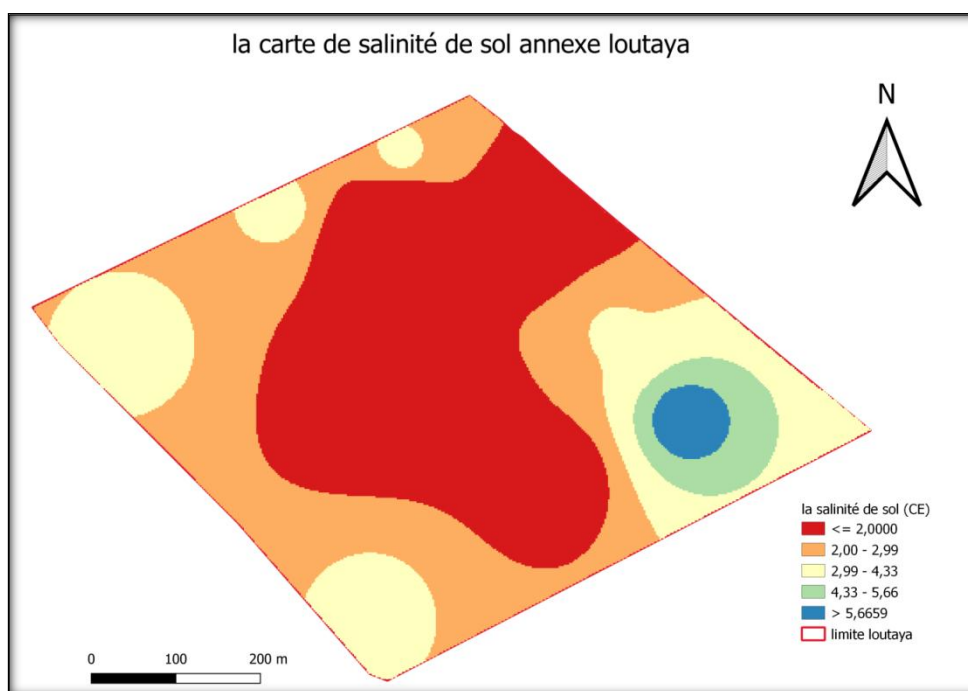 la carte de salinité de sol annexe loutaya
N
la salinité de sol (CE)
<= 2,0000
2,00 - 2,99
2,99 - 4,33
4,33 - 5,66
> 5,6659
limite loutaya
0 100 200 m